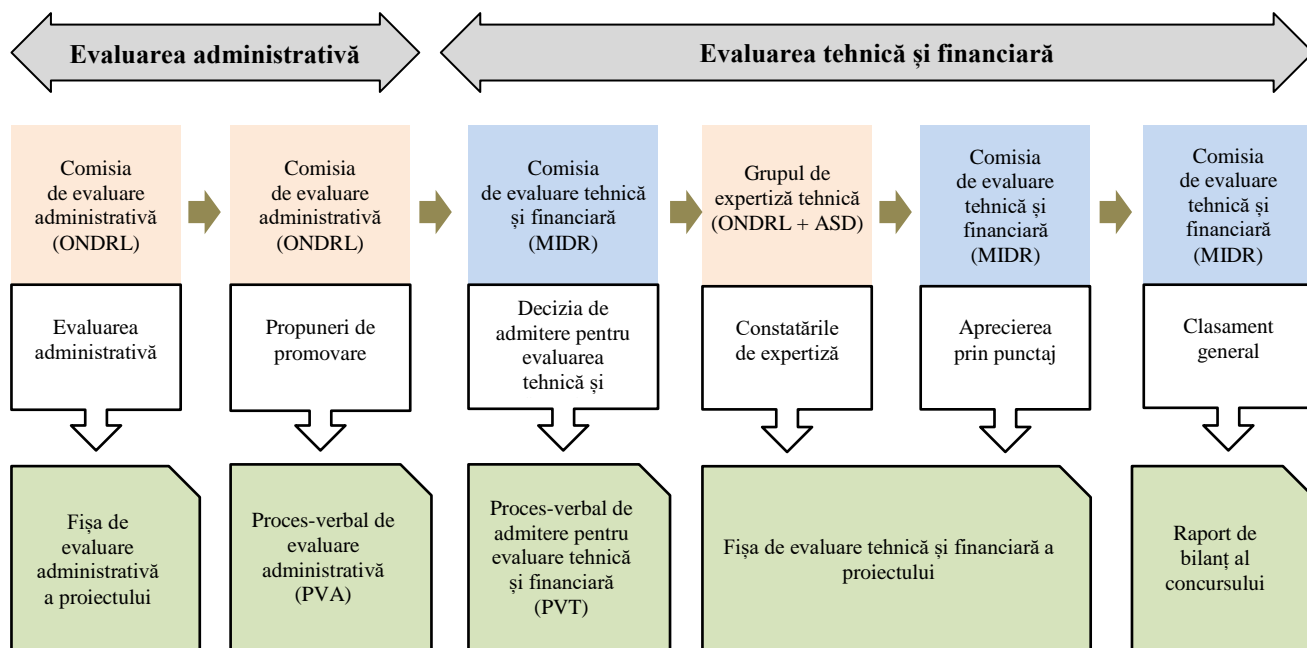 Evaluarea administrativă
Evaluarea tehnică și financiară
Comisia
de evaluare
administrativă
(ONDRL)
Comisia
de evaluare
administrativă
(ONDRL)
Comisia
de evaluare tehnică
și financiară
(MIDR)
Grupul de
expertiză tehnică
(ONDRL + ASD)
Comisia
de evaluare
tehnică și
financiară
(MIDR)
Comisia
de evaluare
tehnică și
financiară
(MIDR)
Evaluarea
administrativă
Propuneri de
promovare
Decizia de
admitere pentru
evaluarea
tehnică și
Constatările
de expertiză
Aprecierea
prin punctaj
Clasament
general
Fișa de
evaluare
administrativă
a proiectului
Proces-verbal de
evaluare
administrativă
(PVA)
Proces-verbal de
admitere pentru
evaluare tehnică
și financiară
(PVT)
Fișa de evaluare tehnică și financiară a
proiectului
Raport de
bilanț al
concursului